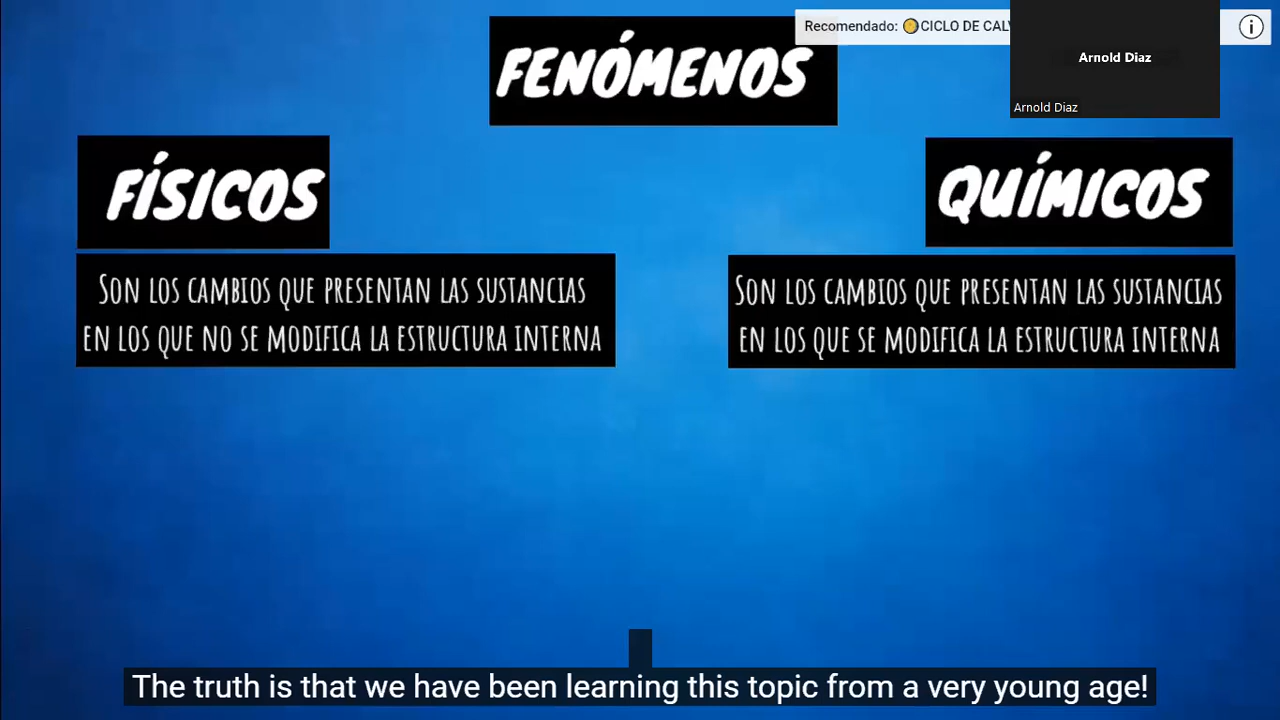 Recomendado: CICLO DE
Arnold Diaz
Arnold Diaz
FENÓMENOS
FÍSICOS
QUÍMICOS
SON LOS CAMBIOS QUE PRESENTAN LAS SUSTANCIAS
EN LOS QUE NO SE MODIFICA LA ESTRUCTURA INTERNA
SON LOS CAMBIOS QUE PRESENTAN LAS SUSTANCIAS
EN LOS QUE SE MODIFICA LA ESTRUCTURA INTERNA
The truth is that we have been learning this topic from a very young age!